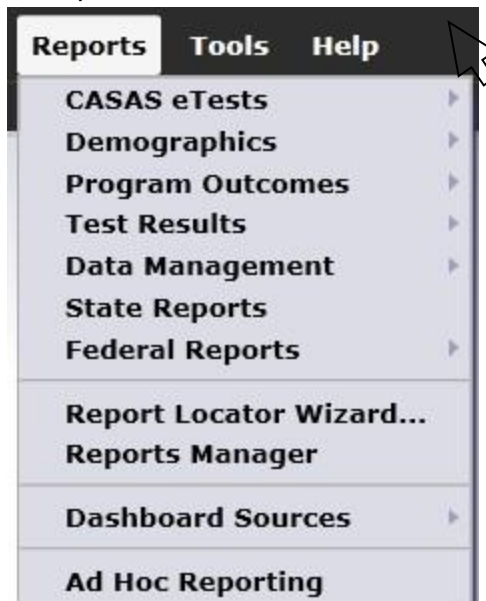 Reports Tools Help
CASAS eTests
Demographics
Program Outcomes
Test Results
Data Management
State Reports
Federal Reports
Report Locator Wizard...
Reports Manager
Dashboard Sources
Ad Hoc Reporting